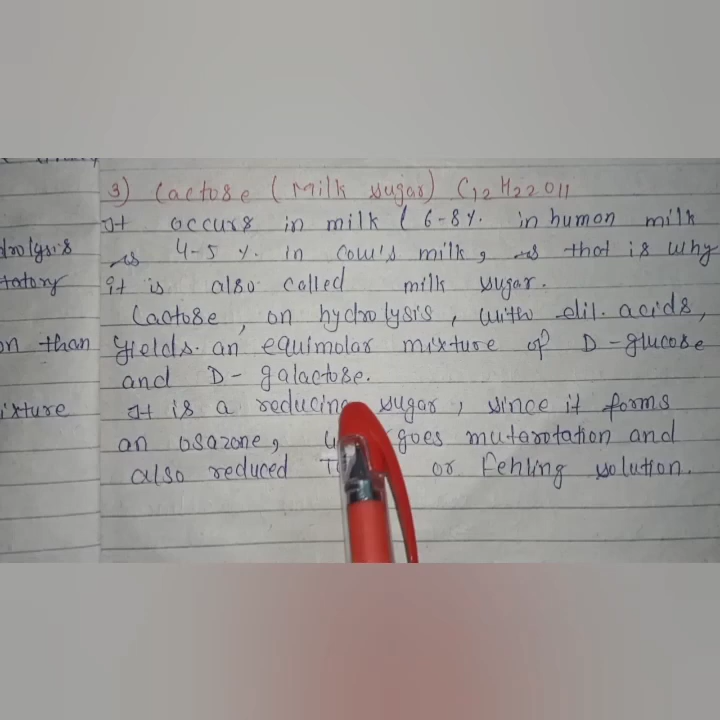 3) Lactose (Milk sugar) C12H22O11
It occurs in milk ( 6-8% in human milk
drolysis
is 4-5 % in cow's milk, that is why
tatory
it is also called milk sugar.
Lactose, on hydrolysis, with dil. acids,
on than
yields an equimolar mixture of D-glucose
and D-galactose.
ixture
It is a reducing sugar, since it forms
an osazone, goes mutarotation and
also reduced or Fehling solution.